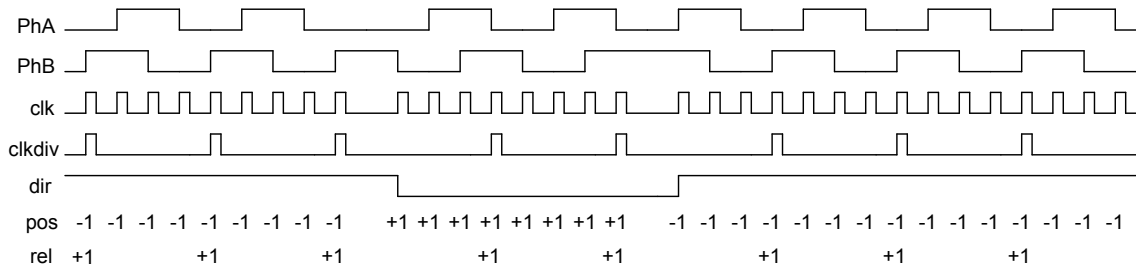 PhA
PhB
clk
clkdiv
dir
pos -1 -1 -1 -1 -1 -1 -1 -1 -1 +1 +1 +1 +1 +1 +1 +1 +1 -1 -1 -1 -1 -1 -1 -1 -1 -1 -1 -1 -1 -1 -1 -1
rel +1 +1 +1 +1 +1 +1 +1 +1